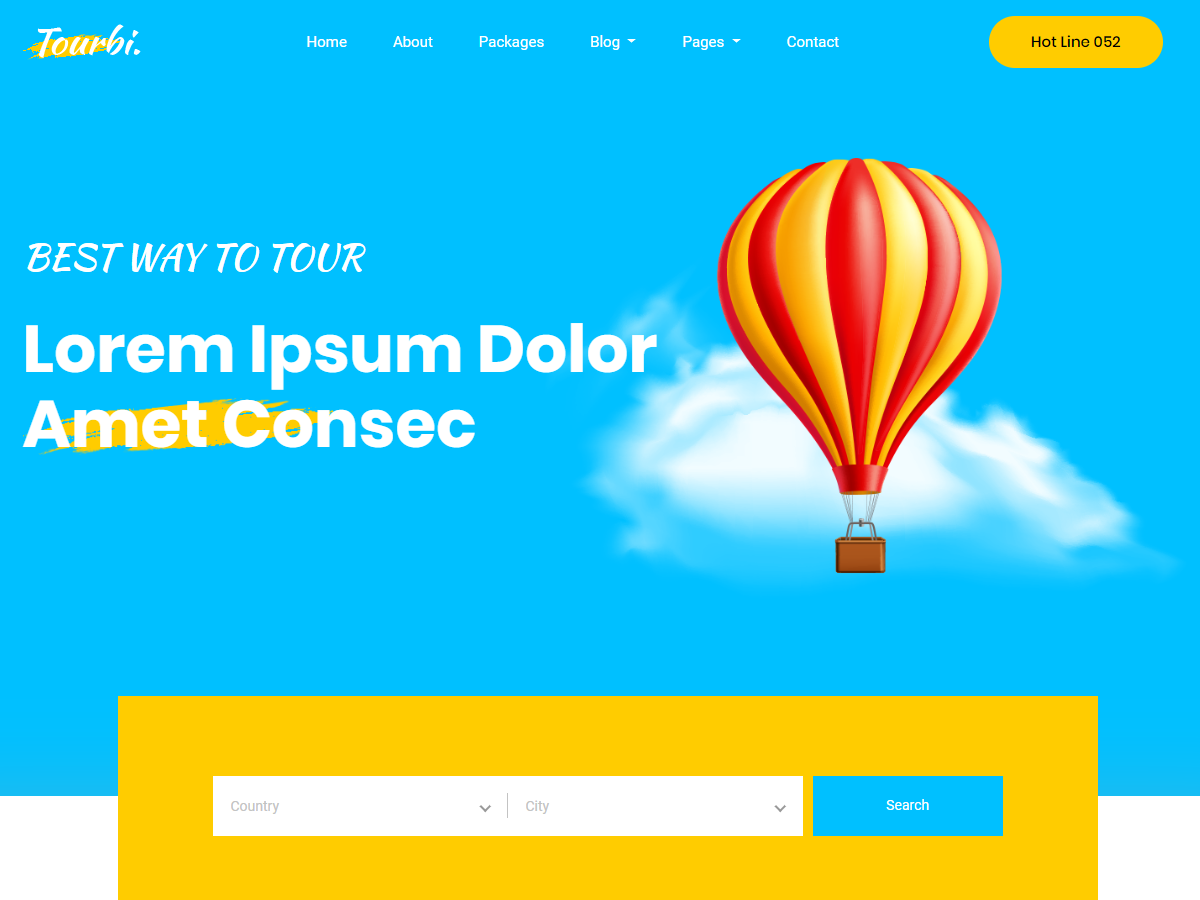 Tourbi.
Home About Packages Blog Pages Contact
Hot Line 052
BEST WAY TO TOUR
Lorem Ipsum Dolor
Amet Consec
Country City Search